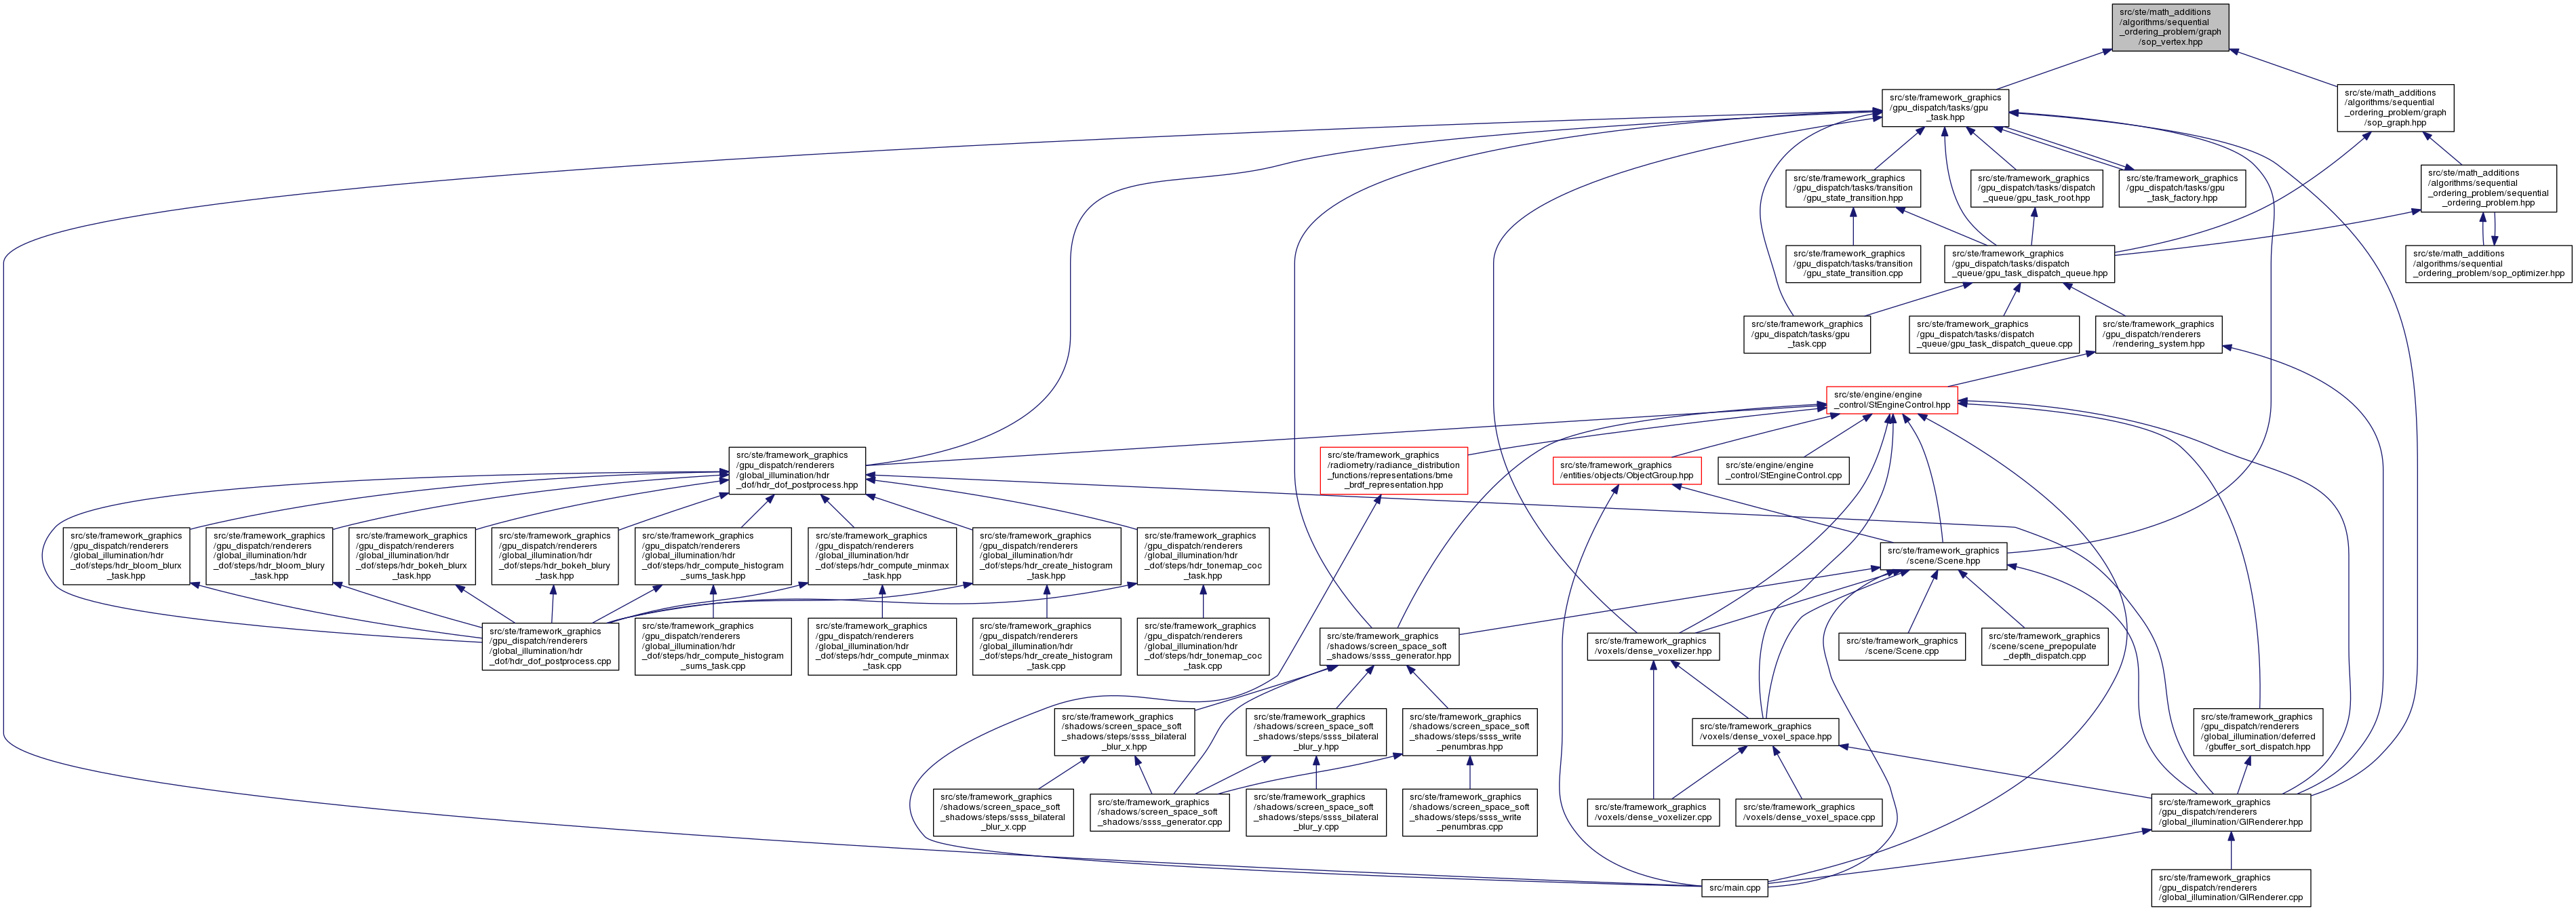 src/ste/math_additions
/algorithms/sequential
_ordering_problem/graph
/sop_vertex.hpp
src/ste/framework_graphics
/gpu_dispatch/tasks/gpu
_task.hpp
src/ste/math_additions
/algorithms/sequential
_ordering_problem/graph
/sop_graph.hpp
src/ste/framework_graphics
/gpu_dispatch/tasks/transition
/gpu_state_transition.hpp
src/ste/framework_graphics
/gpu_dispatch/tasks/dispatch
_queue/gpu_task_root.hpp
src/ste/framework_graphics
/gpu_dispatch/tasks/gpu
_task_factory.hpp
src/ste/math_additions
/algorithms/sequential
_ordering_problem/sequential
_ordering_problem.hpp
src/ste/framework_graphics
/gpu_dispatch/tasks/transition
/gpu_state_transition.cpp
src/ste/framework_graphics
/gpu_dispatch/tasks/dispatch
_queue/gpu_task_dispatch_queue.hpp
src/ste/math_additions
/algorithms/sequential
_ordering_problem/sop_optimizer.hpp
src/ste/framework_graphics
/gpu_dispatch/tasks/gpu
_task.cpp
src/ste/framework_graphics
/gpu_dispatch/tasks/dispatch
_queue/gpu_task_dispatch_queue.cpp
src/ste/framework_graphics
/gpu_dispatch/renderers
/rendering_system.hpp
src/ste/engine/engine
_control/StEngineControl.hpp
src/ste/framework_graphics
/gpu_dispatch/renderers
/global_illumination/hdr
_dof/hdr_dof_postprocess.hpp
src/ste/framework_graphics
/radiometry/radiance_distribution
_functions/representations/bme
_brdf_representation.hpp
src/ste/framework_graphics
/entities/objects/ObjectGroup.hpp
src/ste/engine/engine
_control/StEngineControl.cpp
src/ste/framework_graphics
/gpu_dispatch/renderers
/global_illumination/hdr
_dof/steps/hdr_bloom_blurx
_task.hpp
src/ste/framework_graphics
/gpu_dispatch/renderers
/global_illumination/hdr
_dof/steps/hdr_bloom_blury
_task.hpp
src/ste/framework_graphics
/gpu_dispatch/renderers
/global_illumination/hdr
_dof/steps/hdr_bokeh_blurx
_task.hpp
src/ste/framework_graphics
/gpu_dispatch/renderers
/global_illumination/hdr
_dof/steps/hdr_bokeh_blury
_task.hpp
src/ste/framework_graphics
/gpu_dispatch/renderers
/global_illumination/hdr
_dof/steps/hdr_compute_histogram
_sums_task.hpp
src/ste/framework_graphics
/gpu_dispatch/renderers
/global_illumination/hdr
_dof/steps/hdr_compute_minmax
_task.hpp
src/ste/framework_graphics
/gpu_dispatch/renderers
/global_illumination/hdr
_dof/steps/hdr_create_histogram
_task.hpp
src/ste/framework_graphics
/gpu_dispatch/renderers
/global_illumination/hdr
_dof/steps/hdr_tonemap_coc
_task.hpp
src/ste/framework_graphics
/scene/Scene.hpp
src/ste/framework_graphics
/gpu_dispatch/renderers
/global_illumination/hdr
_dof/hdr_dof_postprocess.cpp
src/ste/framework_graphics
/gpu_dispatch/renderers
/global_illumination/hdr
_dof/steps/hdr_compute_histogram
_sums_task.cpp
src/ste/framework_graphics
/gpu_dispatch/renderers
/global_illumination/hdr
_dof/steps/hdr_compute_minmax
_task.cpp
src/ste/framework_graphics
/gpu_dispatch/renderers
/global_illumination/hdr
_dof/steps/hdr_create_histogram
_task.cpp
src/ste/framework_graphics
/gpu_dispatch/renderers
/global_illumination/hdr
_dof/steps/hdr_tonemap_coc
_task.cpp
src/ste/framework_graphics
/shadows/screen_space_soft
_shadows/ssss_generator.hpp
src/ste/framework_graphics
/voxels/dense_voxelizer.hpp
src/ste/framework_graphics
/scene/Scene.cpp
src/ste/framework_graphics
/scene/scene_prepopulate
_depth_dispatch.cpp
src/ste/framework_graphics
/shadows/screen_space_soft
_shadows/steps/ssss_bilateral
_blur_x.hpp
src/ste/framework_graphics
/shadows/screen_space_soft
_shadows/steps/ssss_bilateral
_blur_y.hpp
src/ste/framework_graphics
/shadows/screen_space_soft
_shadows/steps/ssss_write
_penumbras.hpp
src/ste/framework_graphics
/voxels/dense_voxel_space.hpp
src/ste/framework_graphics
/gpu_dispatch/renderers
/global_illumination/deferred
/gbuffer_sort_dispatch.hpp
src/ste/framework_graphics
/shadows/screen_space_soft
_shadows/steps/ssss_bilateral
_blur_x.cpp
src/ste/framework_graphics
/shadows/screen_space_soft
_shadows/ssss_generator.cpp
src/ste/framework_graphics
/shadows/screen_space_soft
_shadows/steps/ssss_bilateral
_blur_y.cpp
src/ste/framework_graphics
/shadows/screen_space_soft
_shadows/steps/ssss_write
_penumbras.cpp
src/ste/framework_graphics
/voxels/dense_voxelizer.cpp
src/ste/framework_graphics
/voxels/dense_voxel_space.cpp
src/ste/framework_graphics
/gpu_dispatch/renderers
/global_illumination/GIRenderer.hpp
src/main.cpp
src/ste/framework_graphics
/gpu_dispatch/renderers
/global_illumination/GIRenderer.cpp